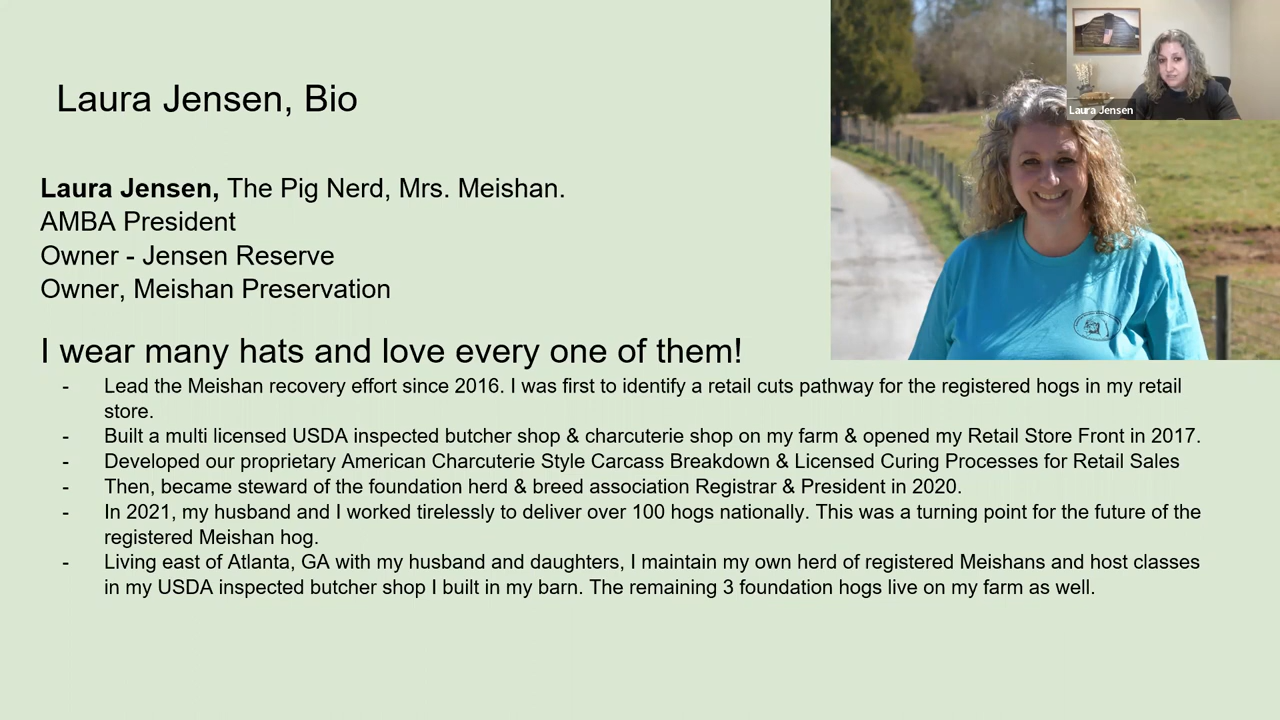 Laura Jensen, Bio
Laura Jensen
Laura Jensen, The Pig Nerd, Mrs. Meishan.
AMBA President
Owner - Jensen Reserve
Owner, Meishan Preservation
I wear many hats and love every one of them!
- Lead the Meishan recovery effort since 2016. I was first to identify a retail cuts pathway for the registered hogs in my retail
store.
- Built a multi licensed USDA inspected butcher shop & charcuterie shop on my farm & opened my Retail Store Front in 2017.
- Developed our proprietary American Charcuterie Style Carcass Breakdown & Licensed Curing Processes for Retail Sales
- Then, became steward of the foundation herd & breed association Registrar & President in 2020.
- In 2021, my husband and I worked tirelessly to deliver over 100 hogs nationally. This was a turning point for the future of the
registered Meishan hog.
- Living east of Atlanta, GA with my husband and daughters, I maintain my own herd of registered Meishans and host classes
in my USDA inspected butcher shop I built in my barn. The remaining 3 foundation hogs live on my farm as well.